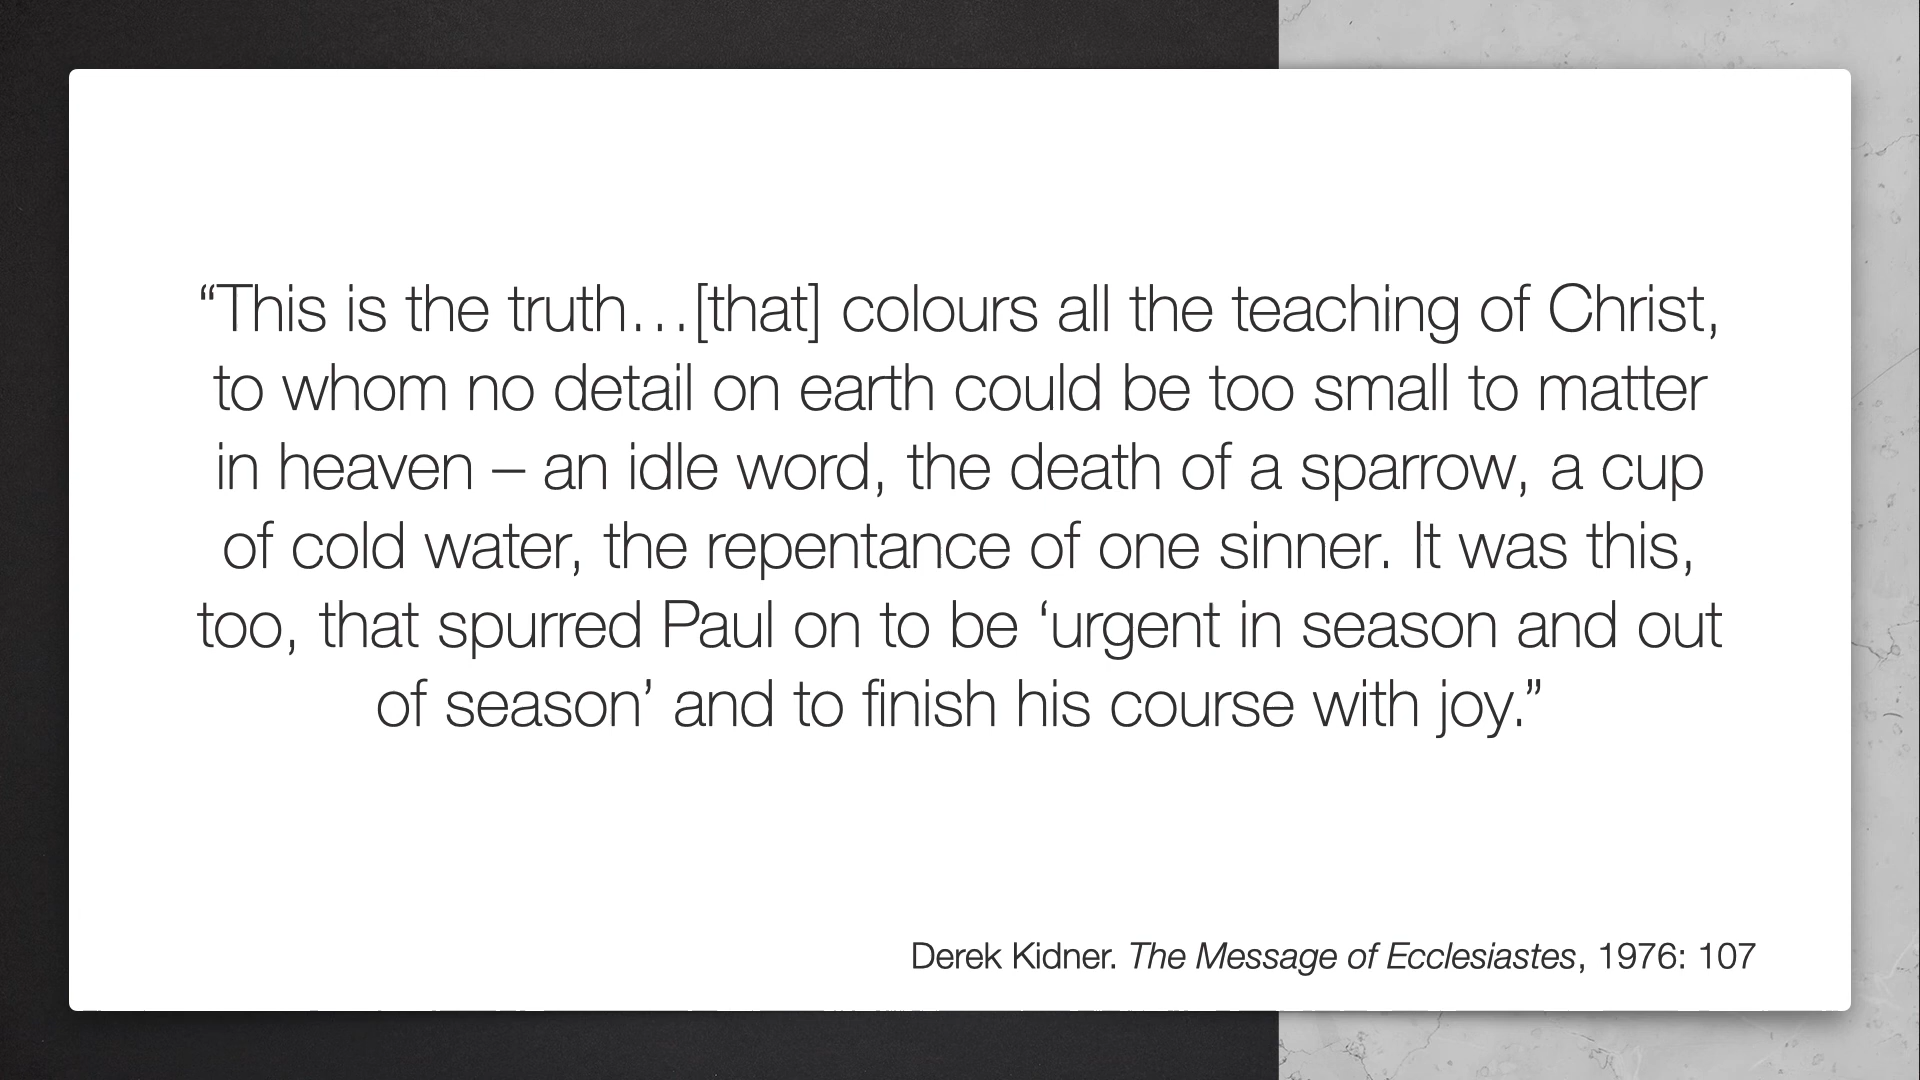 “This is the truth…[that] colours all the teaching of Christ,
to whom no detail on earth could be too small to matter
in heaven – an idle word, the death of a sparrow, a cup
of cold water, the repentance of one sinner. It was this,
too, that spurred Paul on to be ‘urgent in season and out
of season’ and to finish his course with joy.”
Derek Kidner. The Message of Ecclesiastes, 1976: 107